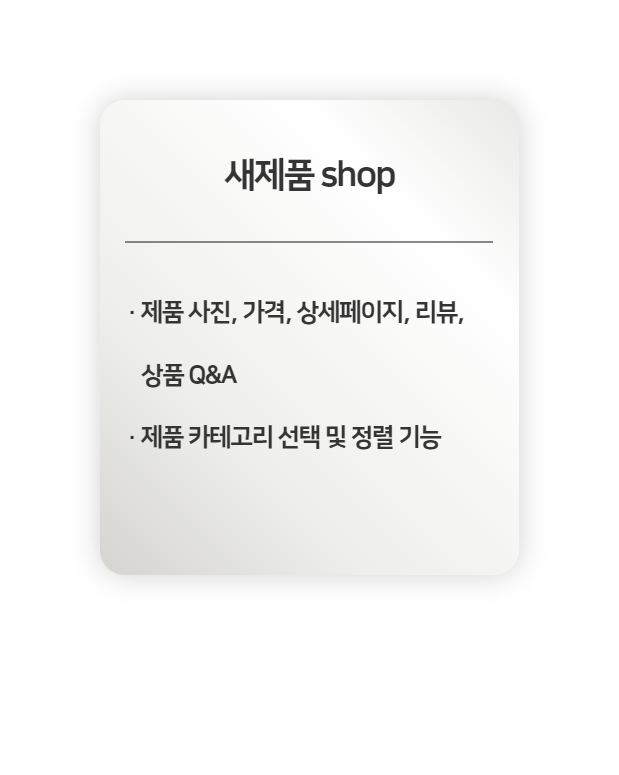 새제품 shop
· 제품 사진, 가격, 상세페이지, 리뷰,
상품 Q&A
· 제품 카테고리 선택 및 정렬 기능